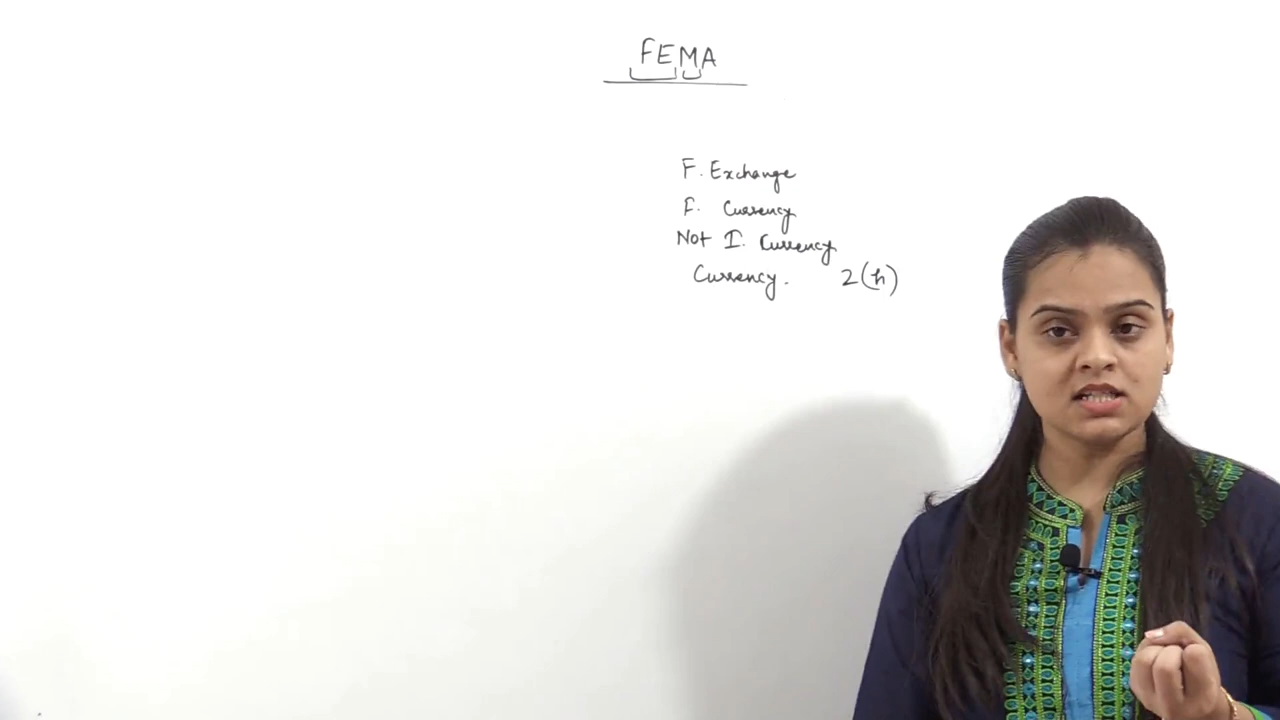 FEMA
F. Exchange
F. Currency
Not I. Currency
Currency. 2(h)